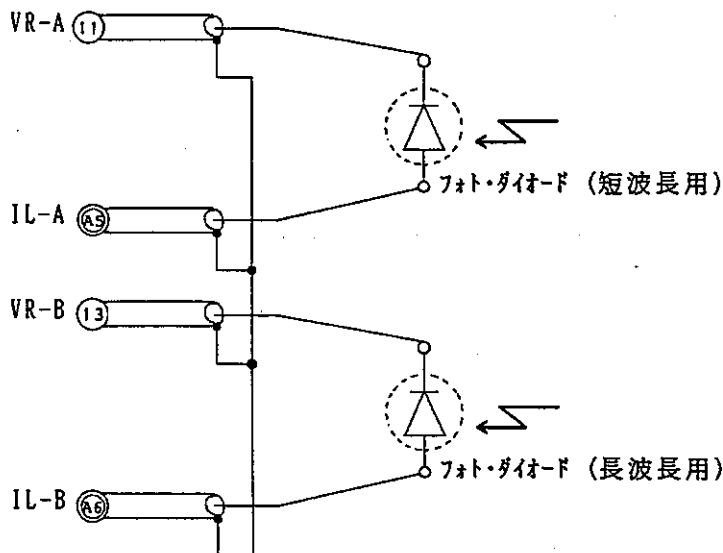 VR-A 11
IL-A A5
フォト・ダイオード (短波長用)
VR-B 13
フォト・ダイオード (長波長用)
IL-B A6